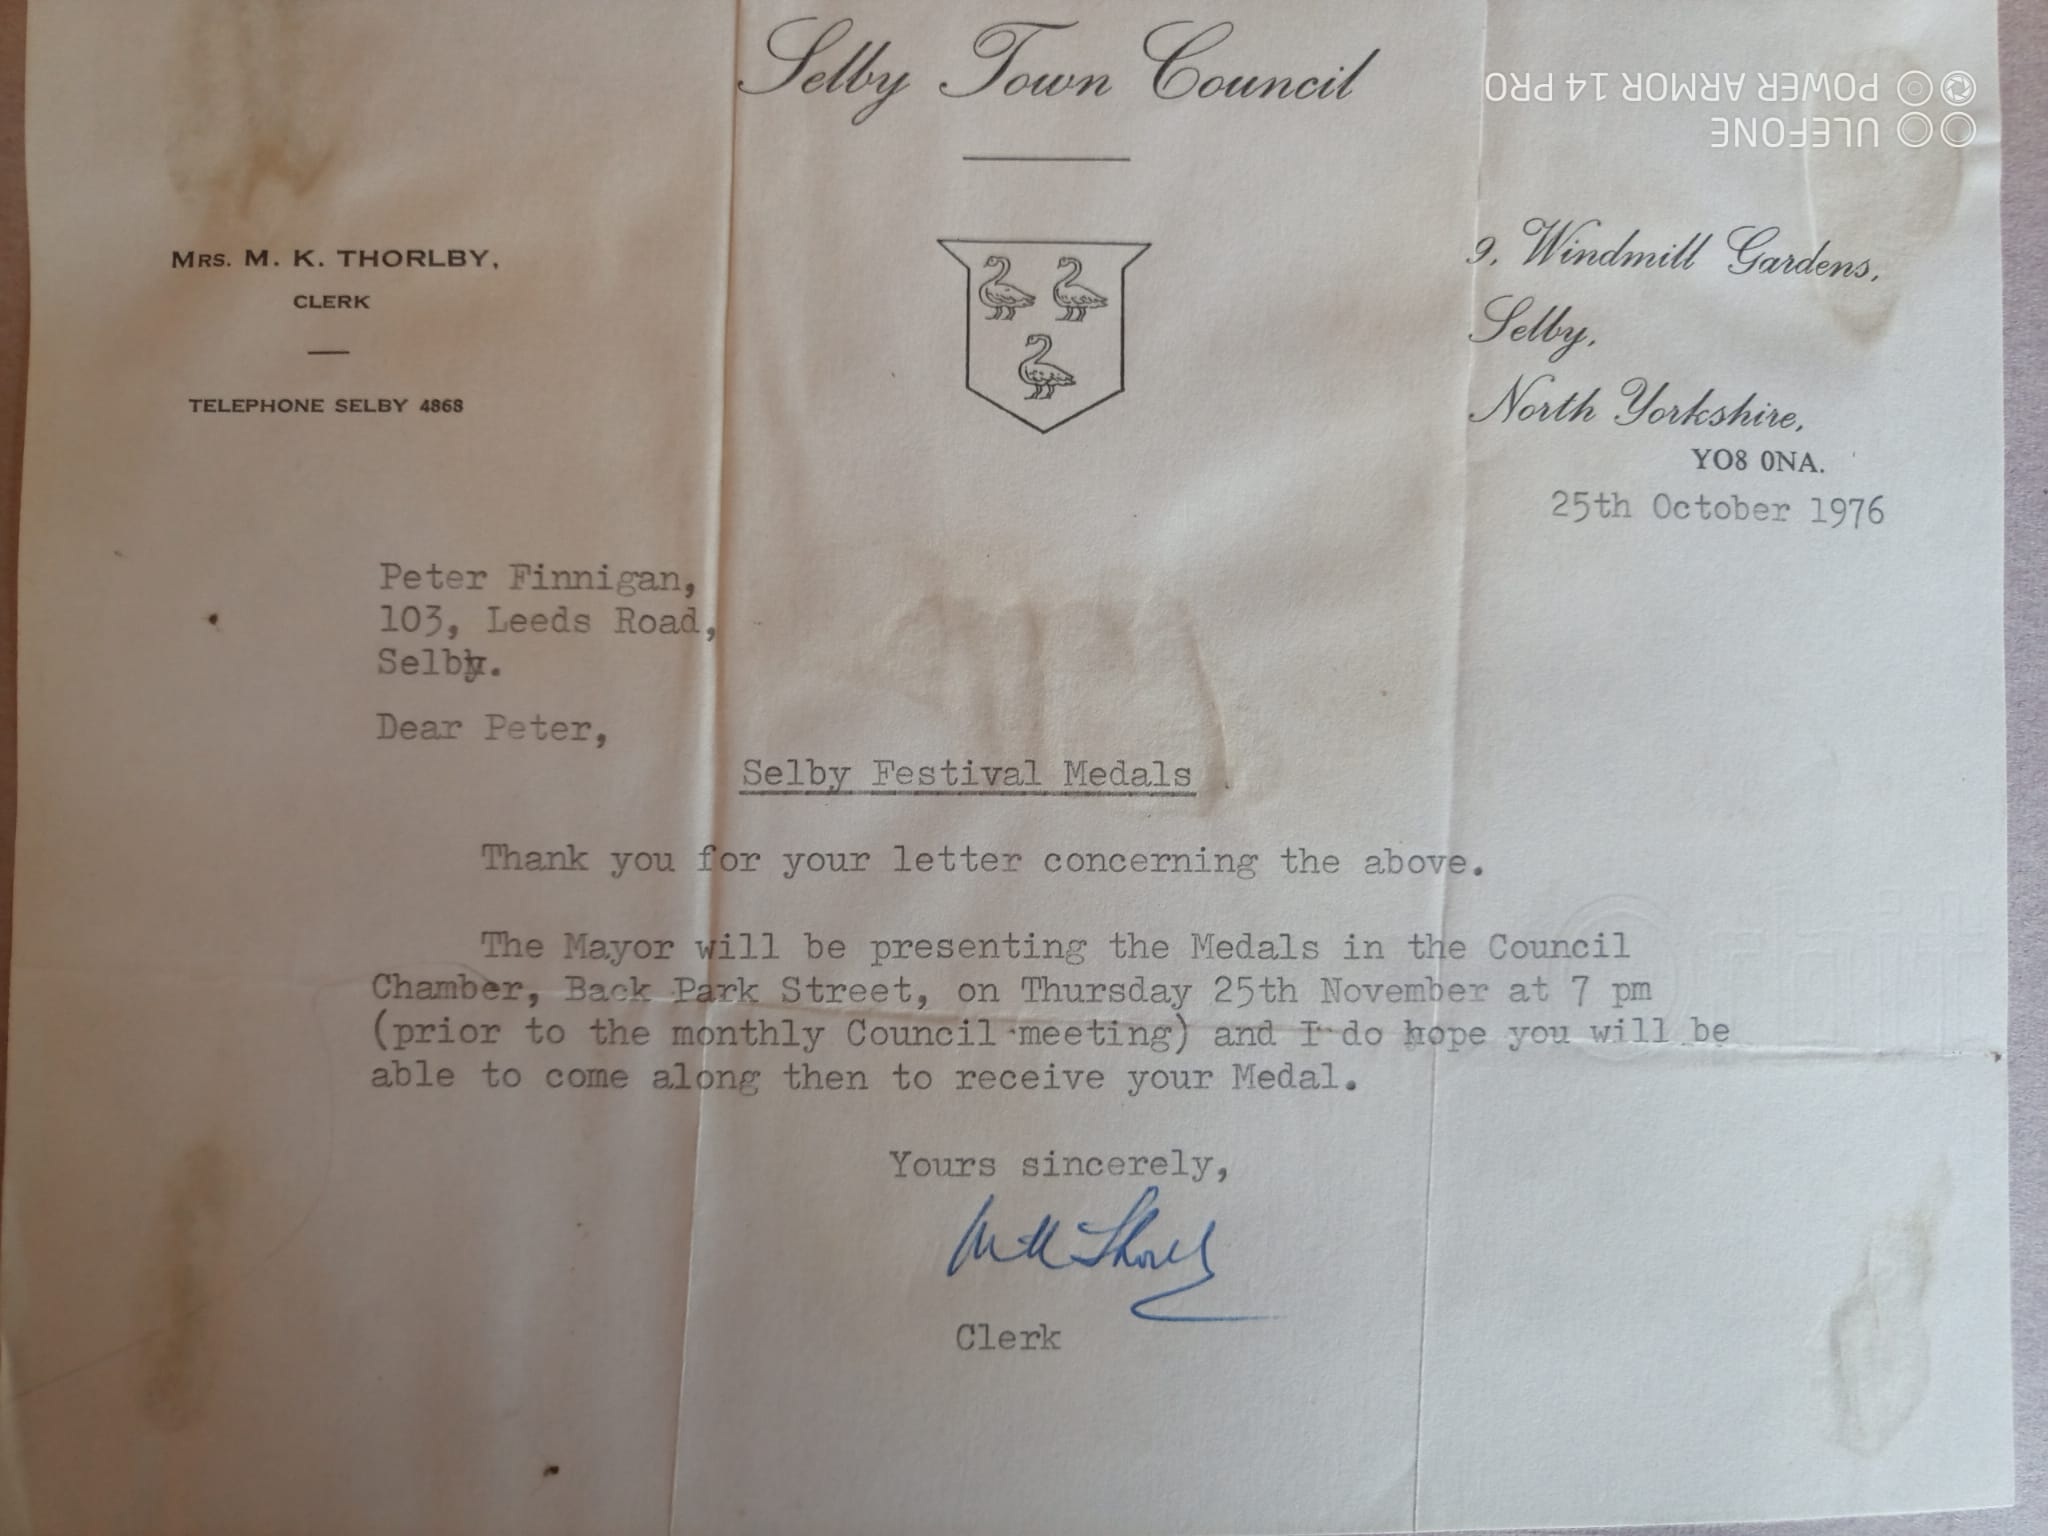 Selby Town Council
ULEFONE
POWER ARMOR 14 PRO
MRS. M. K. THORLBY,
CLERK
TELEPHONE SELBY 4868
9, Windmill Gardens,
Selby,
North Yorkshire,
YO8 0NA.
25th October 1976
Peter Finnigan,
103, Leeds Road,
Selby.
Dear Peter,
Selby Festival Medals
Thank you for your letter concerning the above.
The Mayor will be presenting the Medals in the Council
Chamber, Back Park Street, on Thursday 25th November at 7 pm
(prior to the monthly Council meeting) and I do hope you will be
able to come along then to receive your Medal.
Yours sincerely,
M K Thorlby
Clerk